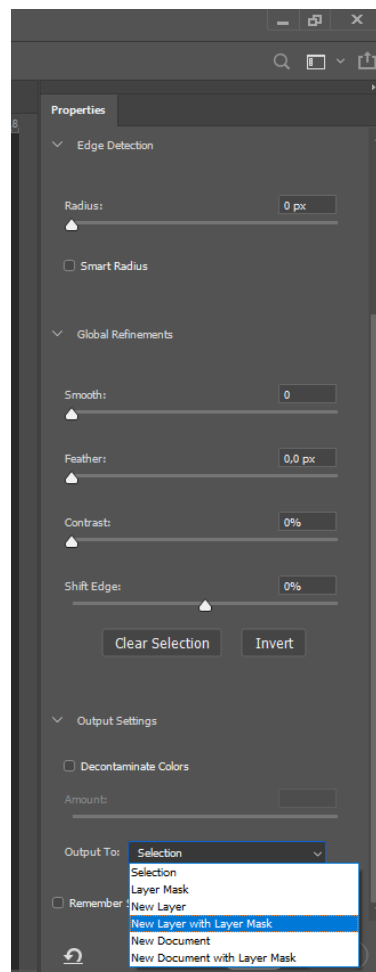 8
Properties
Edge Detection
Radius: 0 px
Smart Radius
Global Refinements
Smooth: 0
Feather: 0,0 px
Contrast: 0%
Shift Edge: 0%
Clear Selection Invert
Output Settings
Decontaminate Colors
Amount:
Output To: Selection
Selection
Layer Mask
Remember
New Layer
New Layer with Layer Mask
New Document
New Document with Layer Mask